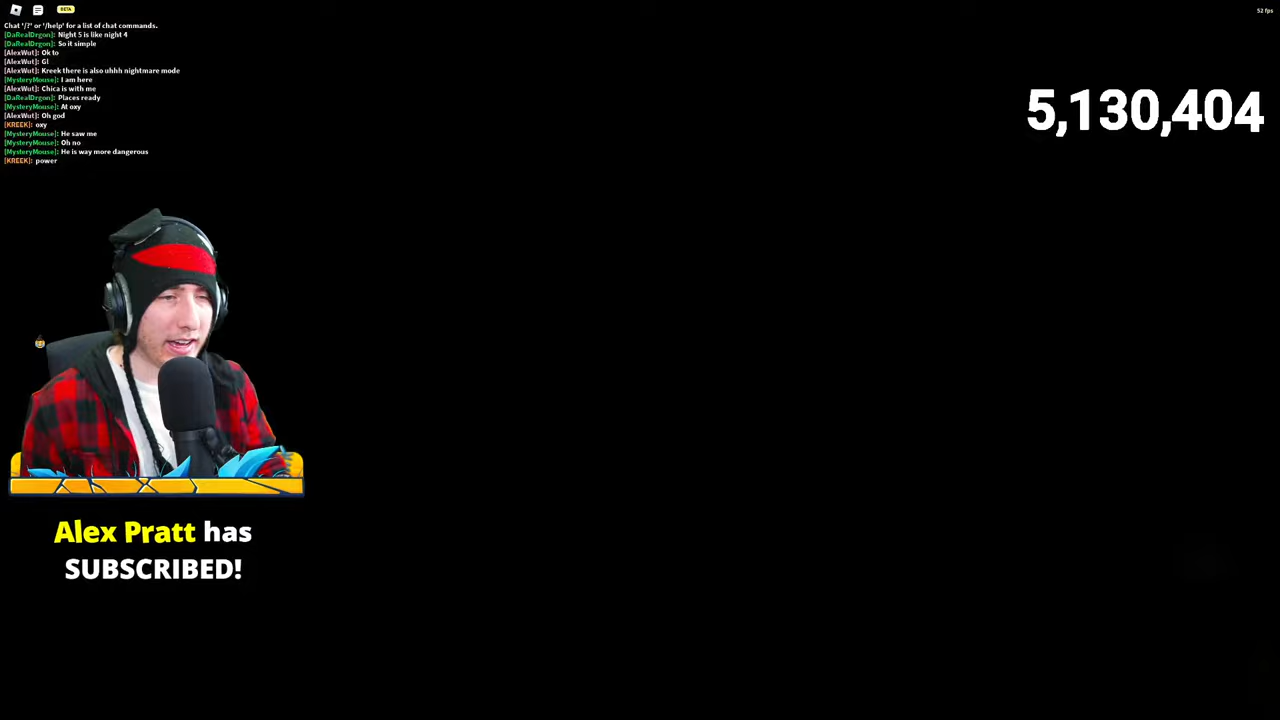 BETA
52 fps
Chat '/?' or '/help' for a list of chat commands.
[DaRealDrgon]: Night 5 is like night 4
[DaRealDrgon]: So it simple
[AlexWut]: Ok to
[AlexWut]: Gl
[AlexWut]: Kreek there is also uhhh nightmare mode
[MysteryMouse]: I am here
[AlexWut]: Chica is with me
[DaRealDrgon]: Places ready
[MysteryMouse]: At oxy
[AlexWut]: Oh god
[KREEK]: oxy
[MysteryMouse]: He saw me
[MysteryMouse]: Oh no
[MysteryMouse]: He is way more dangerous
[KREEK]: power
5,130,404
Alex Pratt has
SUBSCRIBED!